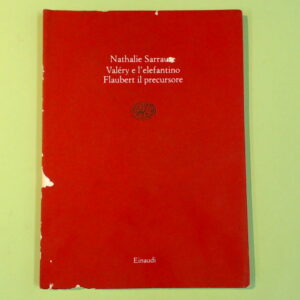 Nathalie Sarraute
Valéry e l'elefantino
Flaubert il precursore
Einaudi